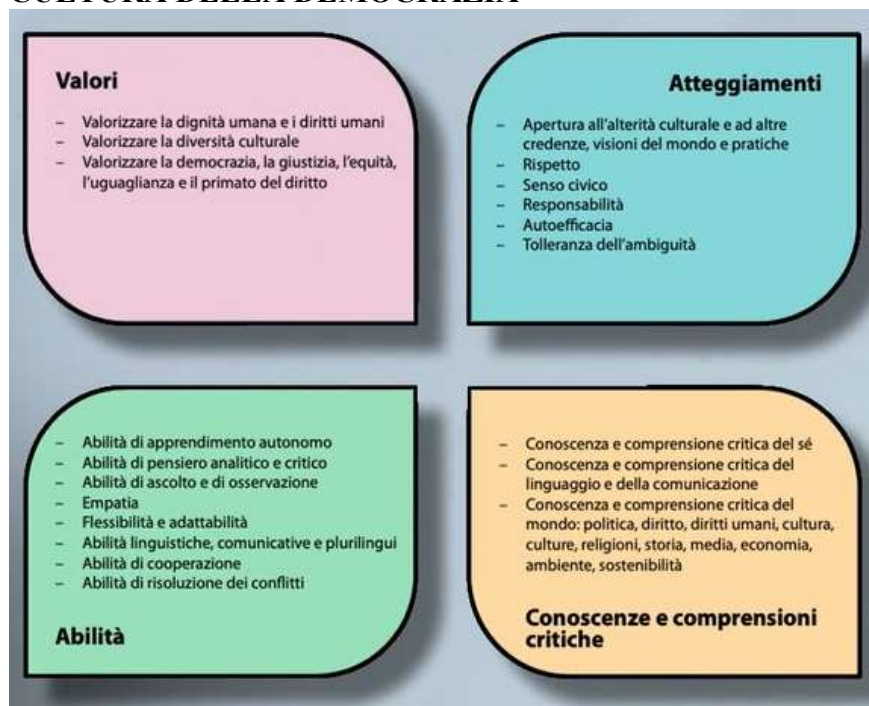 CULTURA DELLA DEMOCRAZIA
Valori
– Valorizzare la dignità umana e i diritti umani
– Valorizzare la diversità culturale
– Valorizzare la democrazia, la giustizia, l'equità,
l'uguaglianza e il primato del diritto
Atteggiamenti
– Apertura all'alterità culturale e ad altre
credenze, visioni del mondo e pratiche
– Rispetto
– Senso civico
– Responsabilità
– Autoefficacia
– Tolleranza dell'ambiguità
– Abilità di apprendimento autonomo
– Abilità di pensiero analitico e critico
– Abilità di ascolto e di osservazione
– Empatia
– Flessibilità e adattabilità
– Abilità linguistiche, comunicative e plurilingui
– Abilità di cooperazione
– Abilità di risoluzione dei conflitti
Abilità
– Conoscenza e comprensione critica del sé
– Conoscenza e comprensione critica del
linguaggio e della comunicazione
– Conoscenza e comprensione critica del
mondo: politica, diritto, diritti umani, cultura,
culture, religioni, storia, media, economia,
ambiente, sostenibilità
Conoscenze e comprensioni
critiche